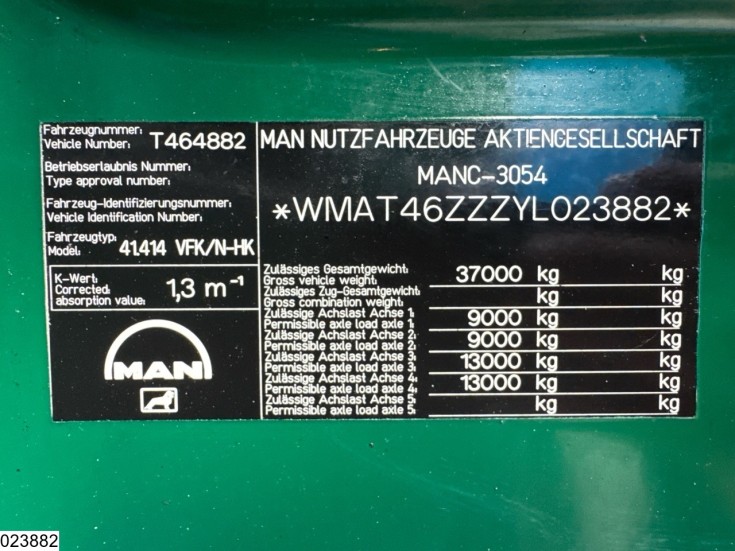 Fahrzeugnummer:
Vehicle Number: T464882
Betriebserlaubnis Nummer:
Type approval number:
Fahrzeug-Identifizierungsnummer:
Vehicle Identification Number:
Fahrzeugtyp:
Model: 41.414 VFK/N-HK
K-Wert:
Corrected
absorption value: 1,3 m⁻¹
MAN
MAN NUTZFAHRZEUGE AKTIENGESELLSCHAFT
MANC-3054
*WMAT46ZZZYL023882*
Zulässiges Gesamtgewicht:
Gross vehicle weight: 37000 kg kg
Zulässiges Zug-Gesamtgewicht:
Gross combination weight: kg kg
Zulässige Achslast Achse 1:
Permissible axle load axle 1: 9000 kg kg
Zulässige Achslast Achse 2:
Permissible axle load axle 2: 9000 kg kg
Zulässige Achslast Achse 3:
Permissible axle load axle 3: 13000 kg kg
Zulässige Achslast Achse 4:
Permissible axle load axle 4: 13000 kg kg
Zulässige Achslast Achse 5:
Permissible axle load axle 5: kg kg
023882